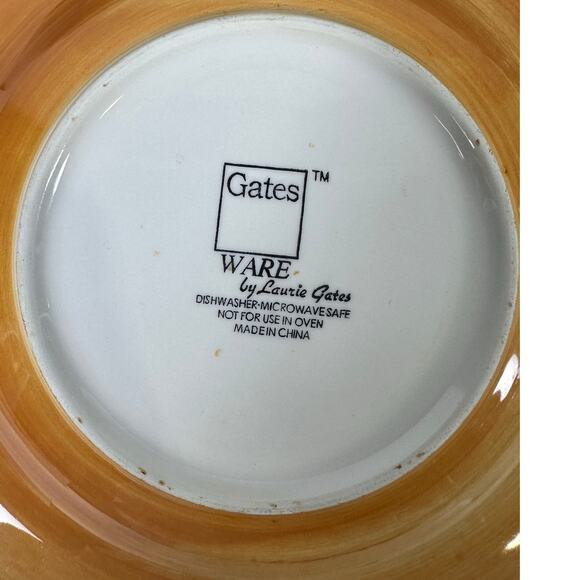 Gates ™
WARE
by Laurie Gates
DISHWASHER·MICROWAVE SAFE
NOT FOR USE IN OVEN
MADE IN CHINA